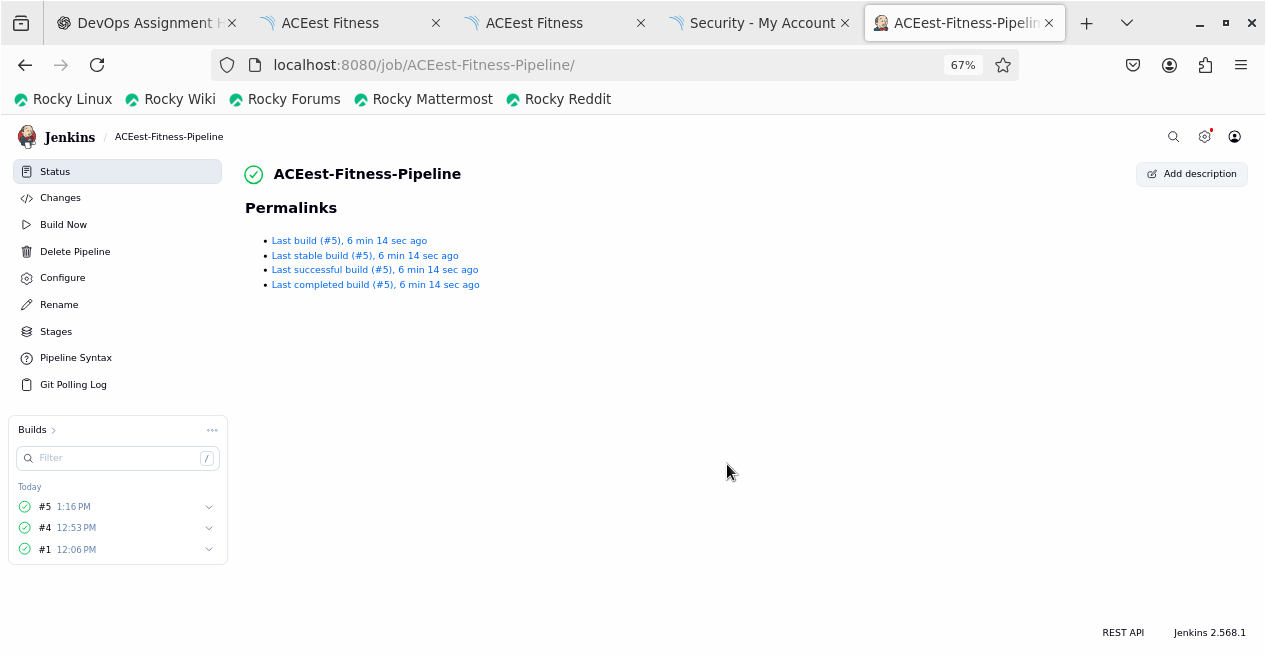 DevOps Assignment H
ACEest Fitness
ACEest Fitness
Security - My Account
ACEest-Fitness-Pipelin
localhost:8080/job/ACEest-Fitness-Pipeline/
67%
Rocky Linux
Rocky Wiki
Rocky Forums
Rocky Mattermost
Rocky Reddit
Jenkins / ACEest-Fitness-Pipeline
Status
Changes
Build Now
Delete Pipeline
Configure
Rename
Stages
Pipeline Syntax
Git Polling Log
Builds
Filter /
Today
#5 1:16 PM
#4 12:53 PM
#1 12:06 PM
ACEest-Fitness-Pipeline
Add description
Permalinks
Last build (#5), 6 min 14 sec ago
Last stable build (#5), 6 min 14 sec ago
Last successful build (#5), 6 min 14 sec ago
Last completed build (#5), 6 min 14 sec ago
REST API
Jenkins 2.568.1